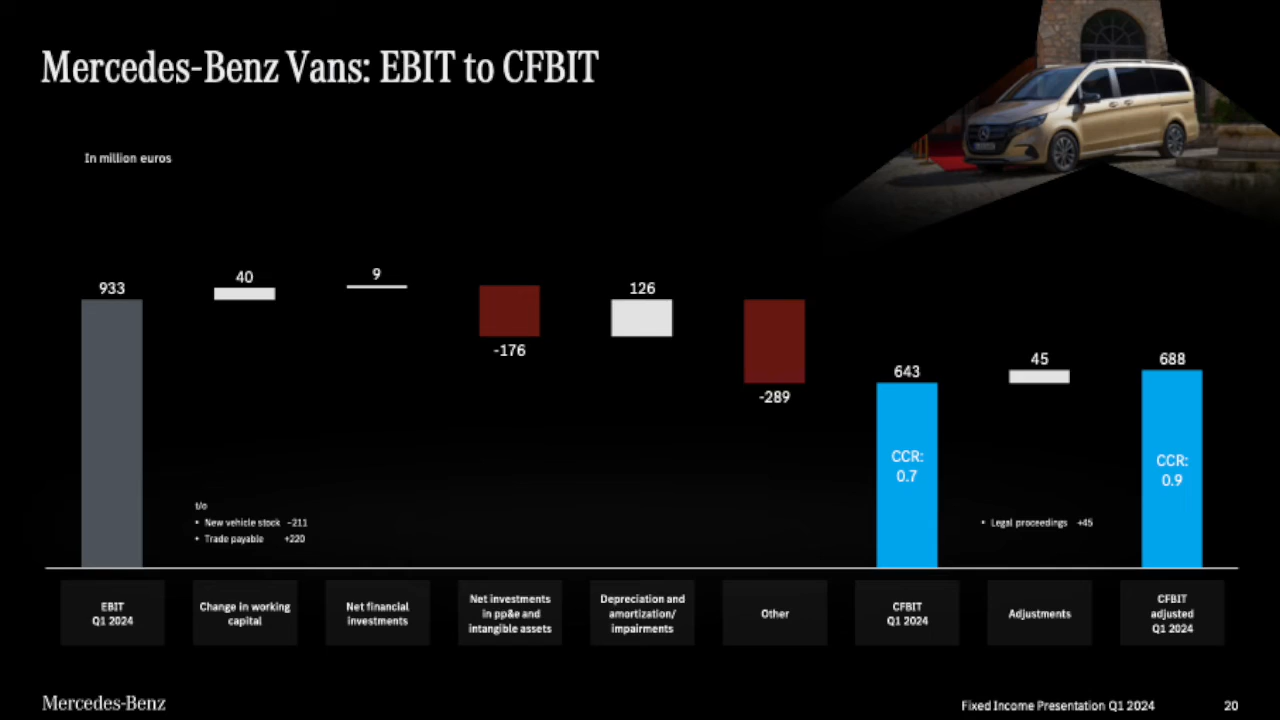 Mercedes-Benz Vans: EBIT to CFBIT
In million euros
933
40
9
-176
126
-289
643
45
688
CCR:
0.7
CCR:
0.9
t/o
• New vehicle stock -211
• Trade payable +220
• Legal proceedings +45
EBIT
Q1 2024
Change in working
capital
Net financial
investments
Net investments
in pp&e and
intangible assets
Depreciation and
amortization/
impairments
Other
CFBIT
Q1 2024
Adjustments
CFBIT
adjusted
Q1 2024
Mercedes-Benz
Fixed Income Presentation Q1 2024
20